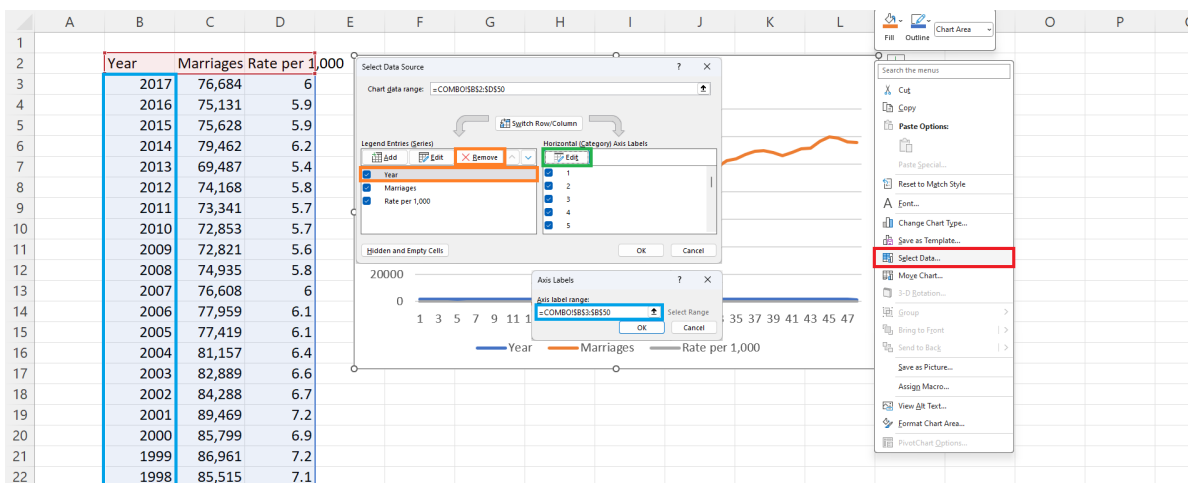 A B C D E F G H I J K L O P
Fill Outline Chart Area
1
2 Year Marriages Rate per 1,000
3 2017 76,684 6
4 2016 75,131 5.9
5 2015 75,628 5.9
6 2014 79,462 6.2
7 2013 69,487 5.4
8 2012 74,168 5.8
9 2011 73,341 5.7
10 2010 72,853 5.7
11 2009 72,821 5.6
12 2008 74,935 5.8
13 2007 76,608 6
14 2006 77,959 6.1
15 2005 77,419 6.1
16 2004 81,157 6.4
17 2003 82,889 6.6
18 2002 84,288 6.7
19 2001 89,469 7.2
20 2000 85,799 6.9
21 1999 86,961 7.2
22 1998 85,515 7.1
Select Data Source ? X
Chart data range: =COMBO!$B$2:$D$50
Switch Row/Column
Legend Entries (Series) Horizontal (Category) Axis Labels
Add Edit Remove Edit
Year 1
Marriages 2
Rate per 1,000 3
4
5
Hidden and Empty Cells OK Cancel
20000
0
Axis Labels ? X
Axis label range:
=COMBO!$B$3:$B$50 Select Range
OK Cancel
1 3 5 7 9 11 1 35 37 39 41 43 45 47
Year Marriages Rate per 1,000
Search the menus
Cut
Copy
Paste Options:
Paste Special...
Reset to Match Style
Font...
Change Chart Type...
Save as Template...
Select Data...
Move Chart...
3-D Rotation...
Group
Bring to Front
Send to Back
Save as Picture...
Assign Macro...
View Alt Text...
Format Chart Area...
PivotChart Options...